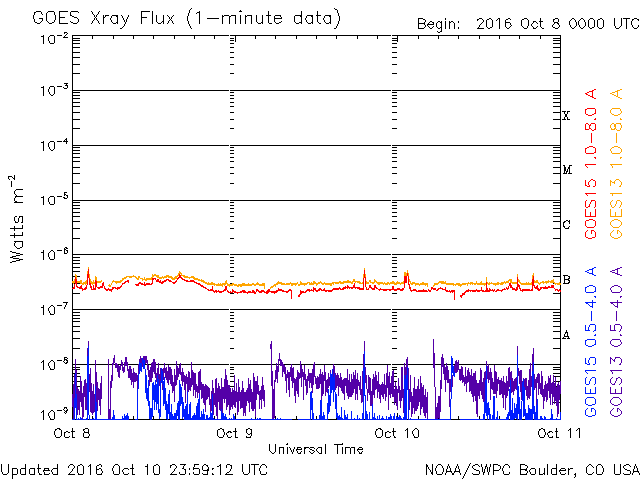 GOES Xray Flux (1-minute data)
Begin: 2016 Oct 8 0000 UTC
10-2
10-3
10-4
10-5
10-6
10-7
10-8
10-9
Watts m-2
X
M
C
B
A
GOES15 1.0-8.0 A
GOES13 1.0-8.0 A
GOES15 0.5-4.0 A
GOES13 0.5-4.0 A
Oct 8
Oct 9
Oct 10
Oct 11
Universal Time
Updated 2016 Oct 10 23:59:12 UTC
NOAA/SWPC Boulder, CO USA